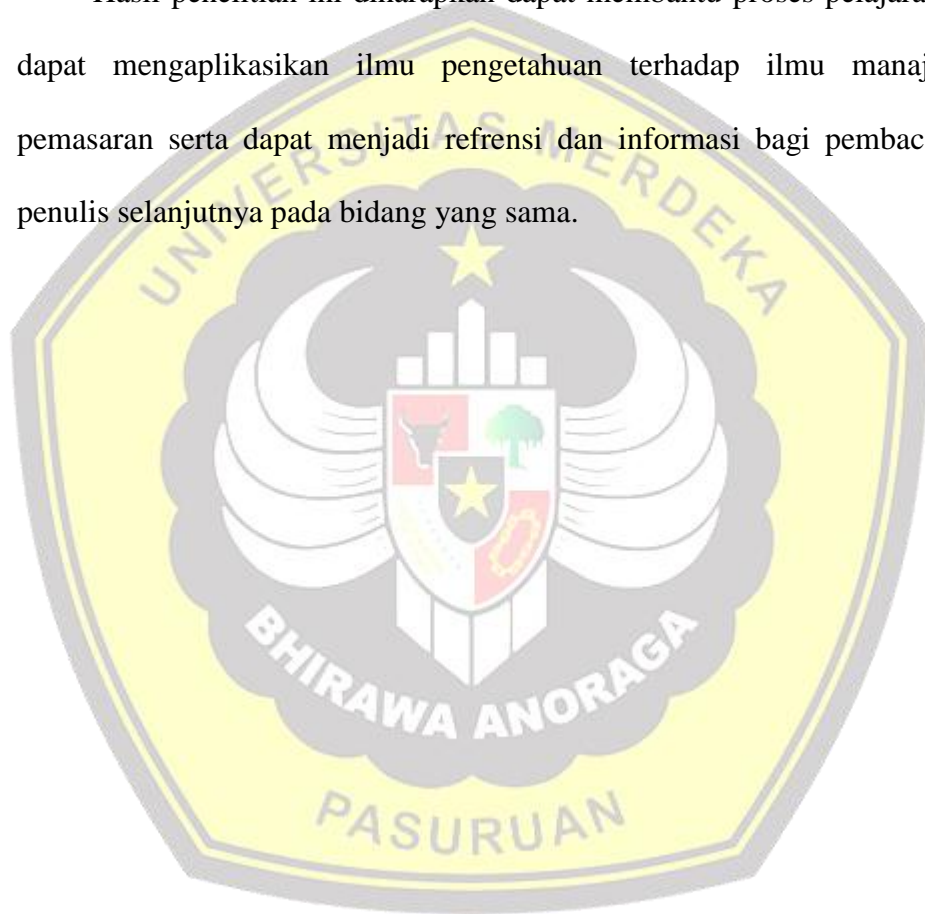 dapat mengaplikasikan ilmu pengetahuan terhadap ilmu manaj
pemasaran serta dapat menjadi refrensi dan informasi bagi pembac
penulis selanjutnya pada bidang yang sama.
UNIVERSITAS MERDEKA
BHIRAWA ANORAGA
PASURUAN